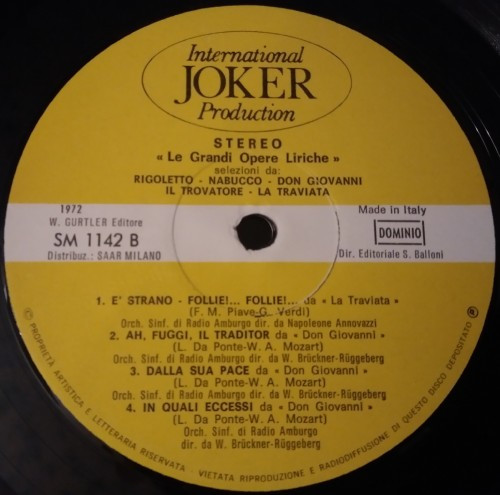 International
JOKER
Production
STEREO
« Le Grandi Opere Liriche »
selezioni da:
RIGOLETTO - NABUCCO - DON GIOVANNI
IL TROVATORE - LA TRAVIATA
1972
W. GURTLER Editore
SM 1142 B
Distribuz.: SAAR MILANO
Made in Italy
DOMINIO
Dir. Editoriale S. Balloni
1. E' STRANO - FOLLIE!... FOLLIE!... da « La Traviata »
(F. M. Piave-G. Verdi)
Orch. Sinf. di Radio Amburgo dir. da Napoleone Annovazzi
2. AH, FUGGI, IL TRADITOR da « Don Giovanni »
(L. Da Ponte-W. A. Mozart)
Orch. Sinf. di Radio Amburgo dir. da W. Brückner-Rüggeberg
3. DALLA SUA PACE da « Don Giovanni »
(L. Da Ponte-W. A. Mozart)
Orch. Sinf. di Radio Amburgo dir. da W. Brückner-Rüggeberg
4. IN QUALI ECCESSI da « Don Giovanni »
(L. Da Ponte-W. A. Mozart)
Orch. Sinf. di Radio Amburgo
dir. da W. Brückner-Rüggeberg
© PROPRIETÀ ARTISTICA E LETTERARIA RISERVATA - VIETATA RIPRODUZIONE E RADIODIFFUSIONE DI QUESTO DISCO DEPOSITATO ℗